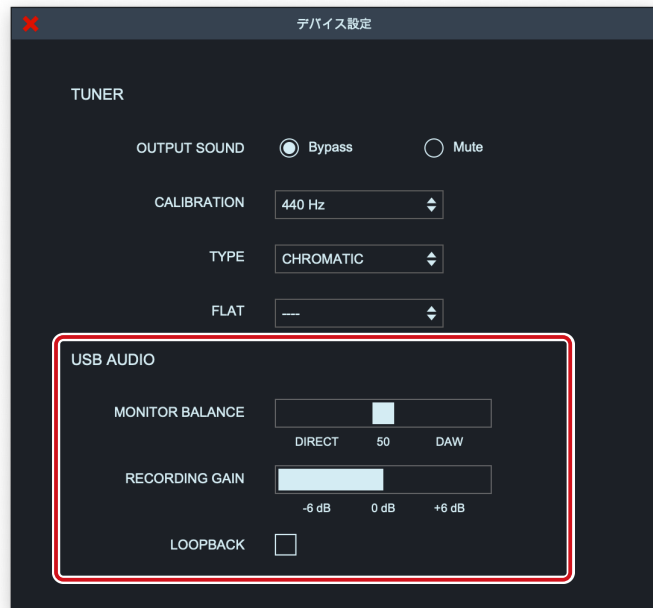 デバイス設定
TUNER
OUTPUT SOUND Bypass Mute
CALIBRATION 440 Hz
TYPE CHROMATIC
FLAT ----
USB AUDIO
MONITOR BALANCE
DIRECT 50 DAW
RECORDING GAIN
-6 dB 0 dB +6 dB
LOOPBACK